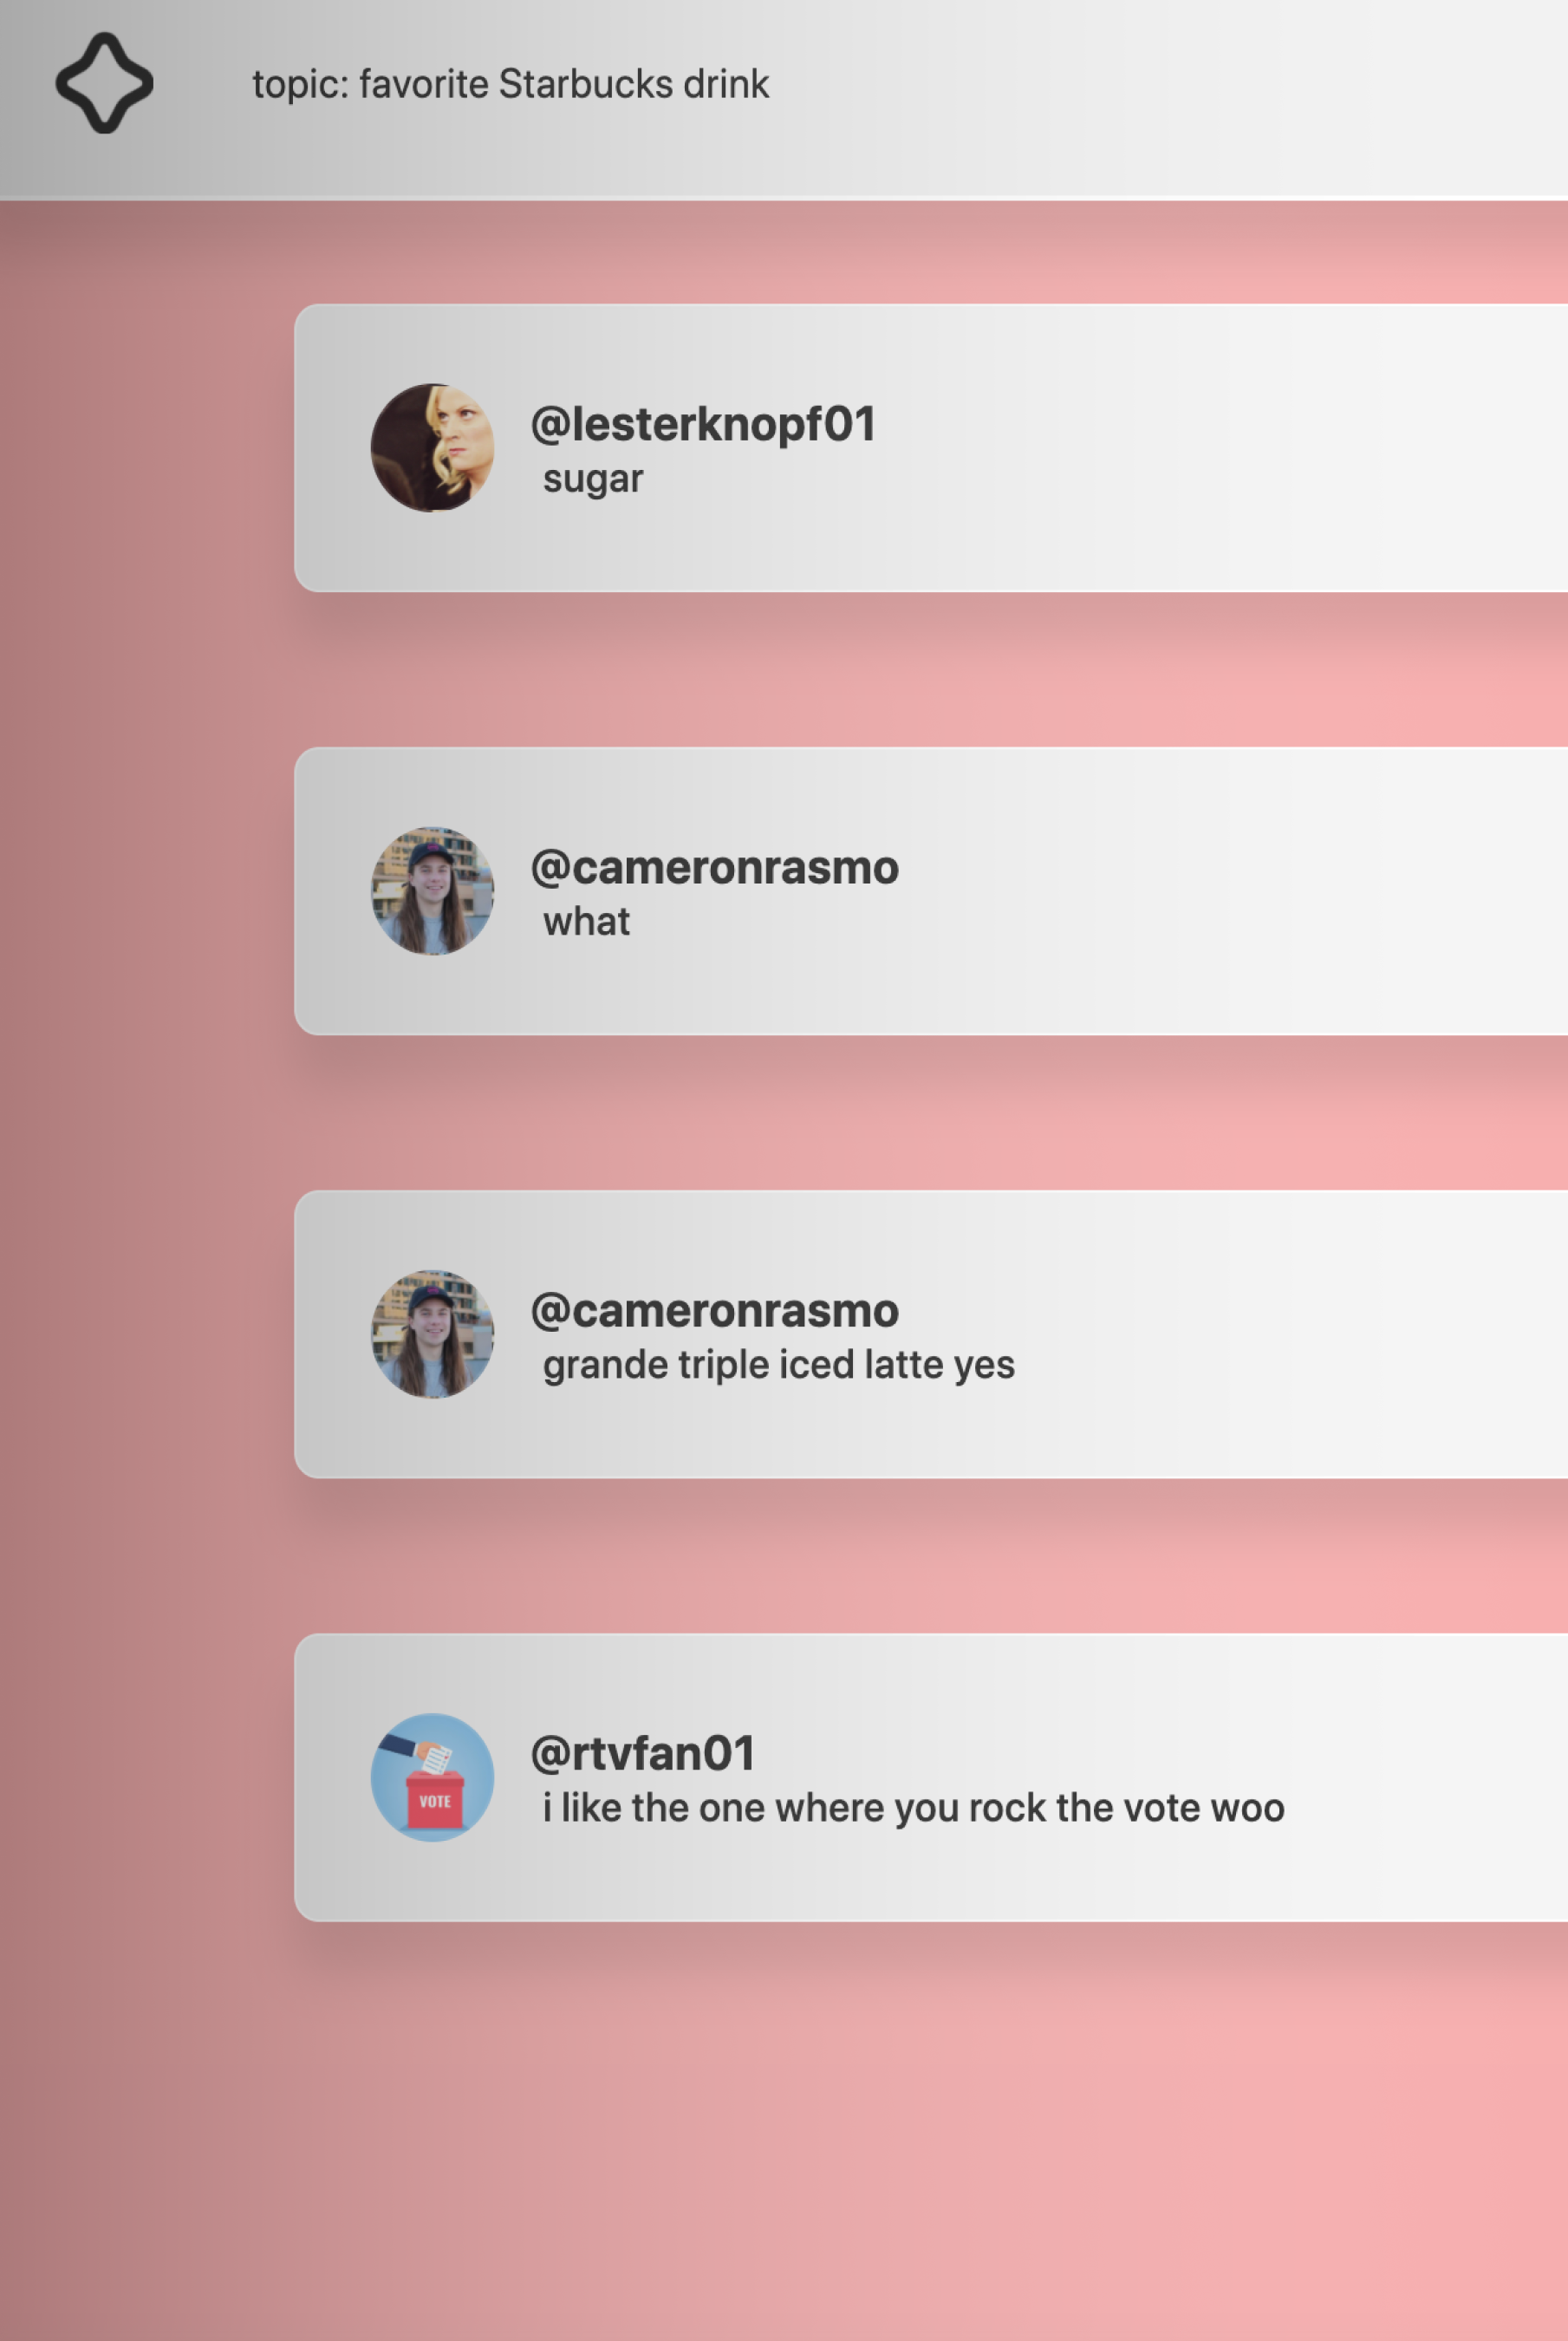 topic: favorite Starbucks drink
@lesterknopf01
sugar
@cameronrasmo
what
@cameronrasmo
grande triple iced latte yes
@rtvfan01
i like the one where you rock the vote woo
VOTE